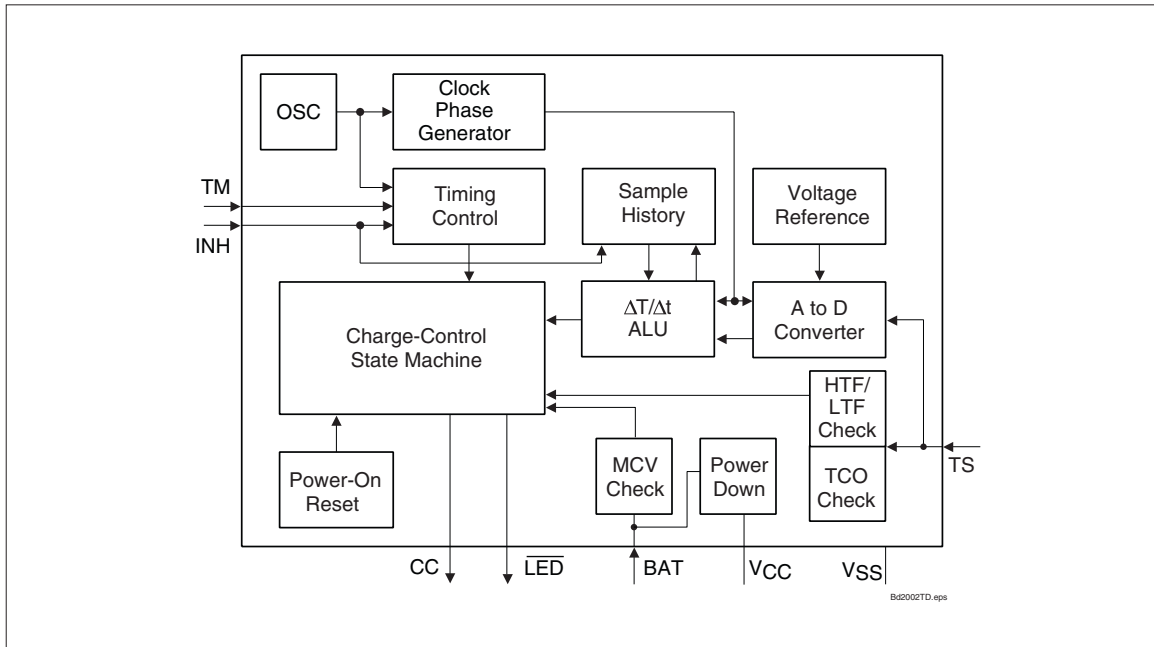 OSC
Clock
Phase
Generator
TM
INH
Timing
Control
Sample
History
Voltage
Reference
Charge-Control
State Machine
ΔT/Δt
ALU
A to D
Converter
HTF/
LTF
Check
TCO
Check
TS
Power-On
Reset
MCV
Check
Power
Down
CC
LED
BAT
VCC
VSS
Bd2002TD.eps